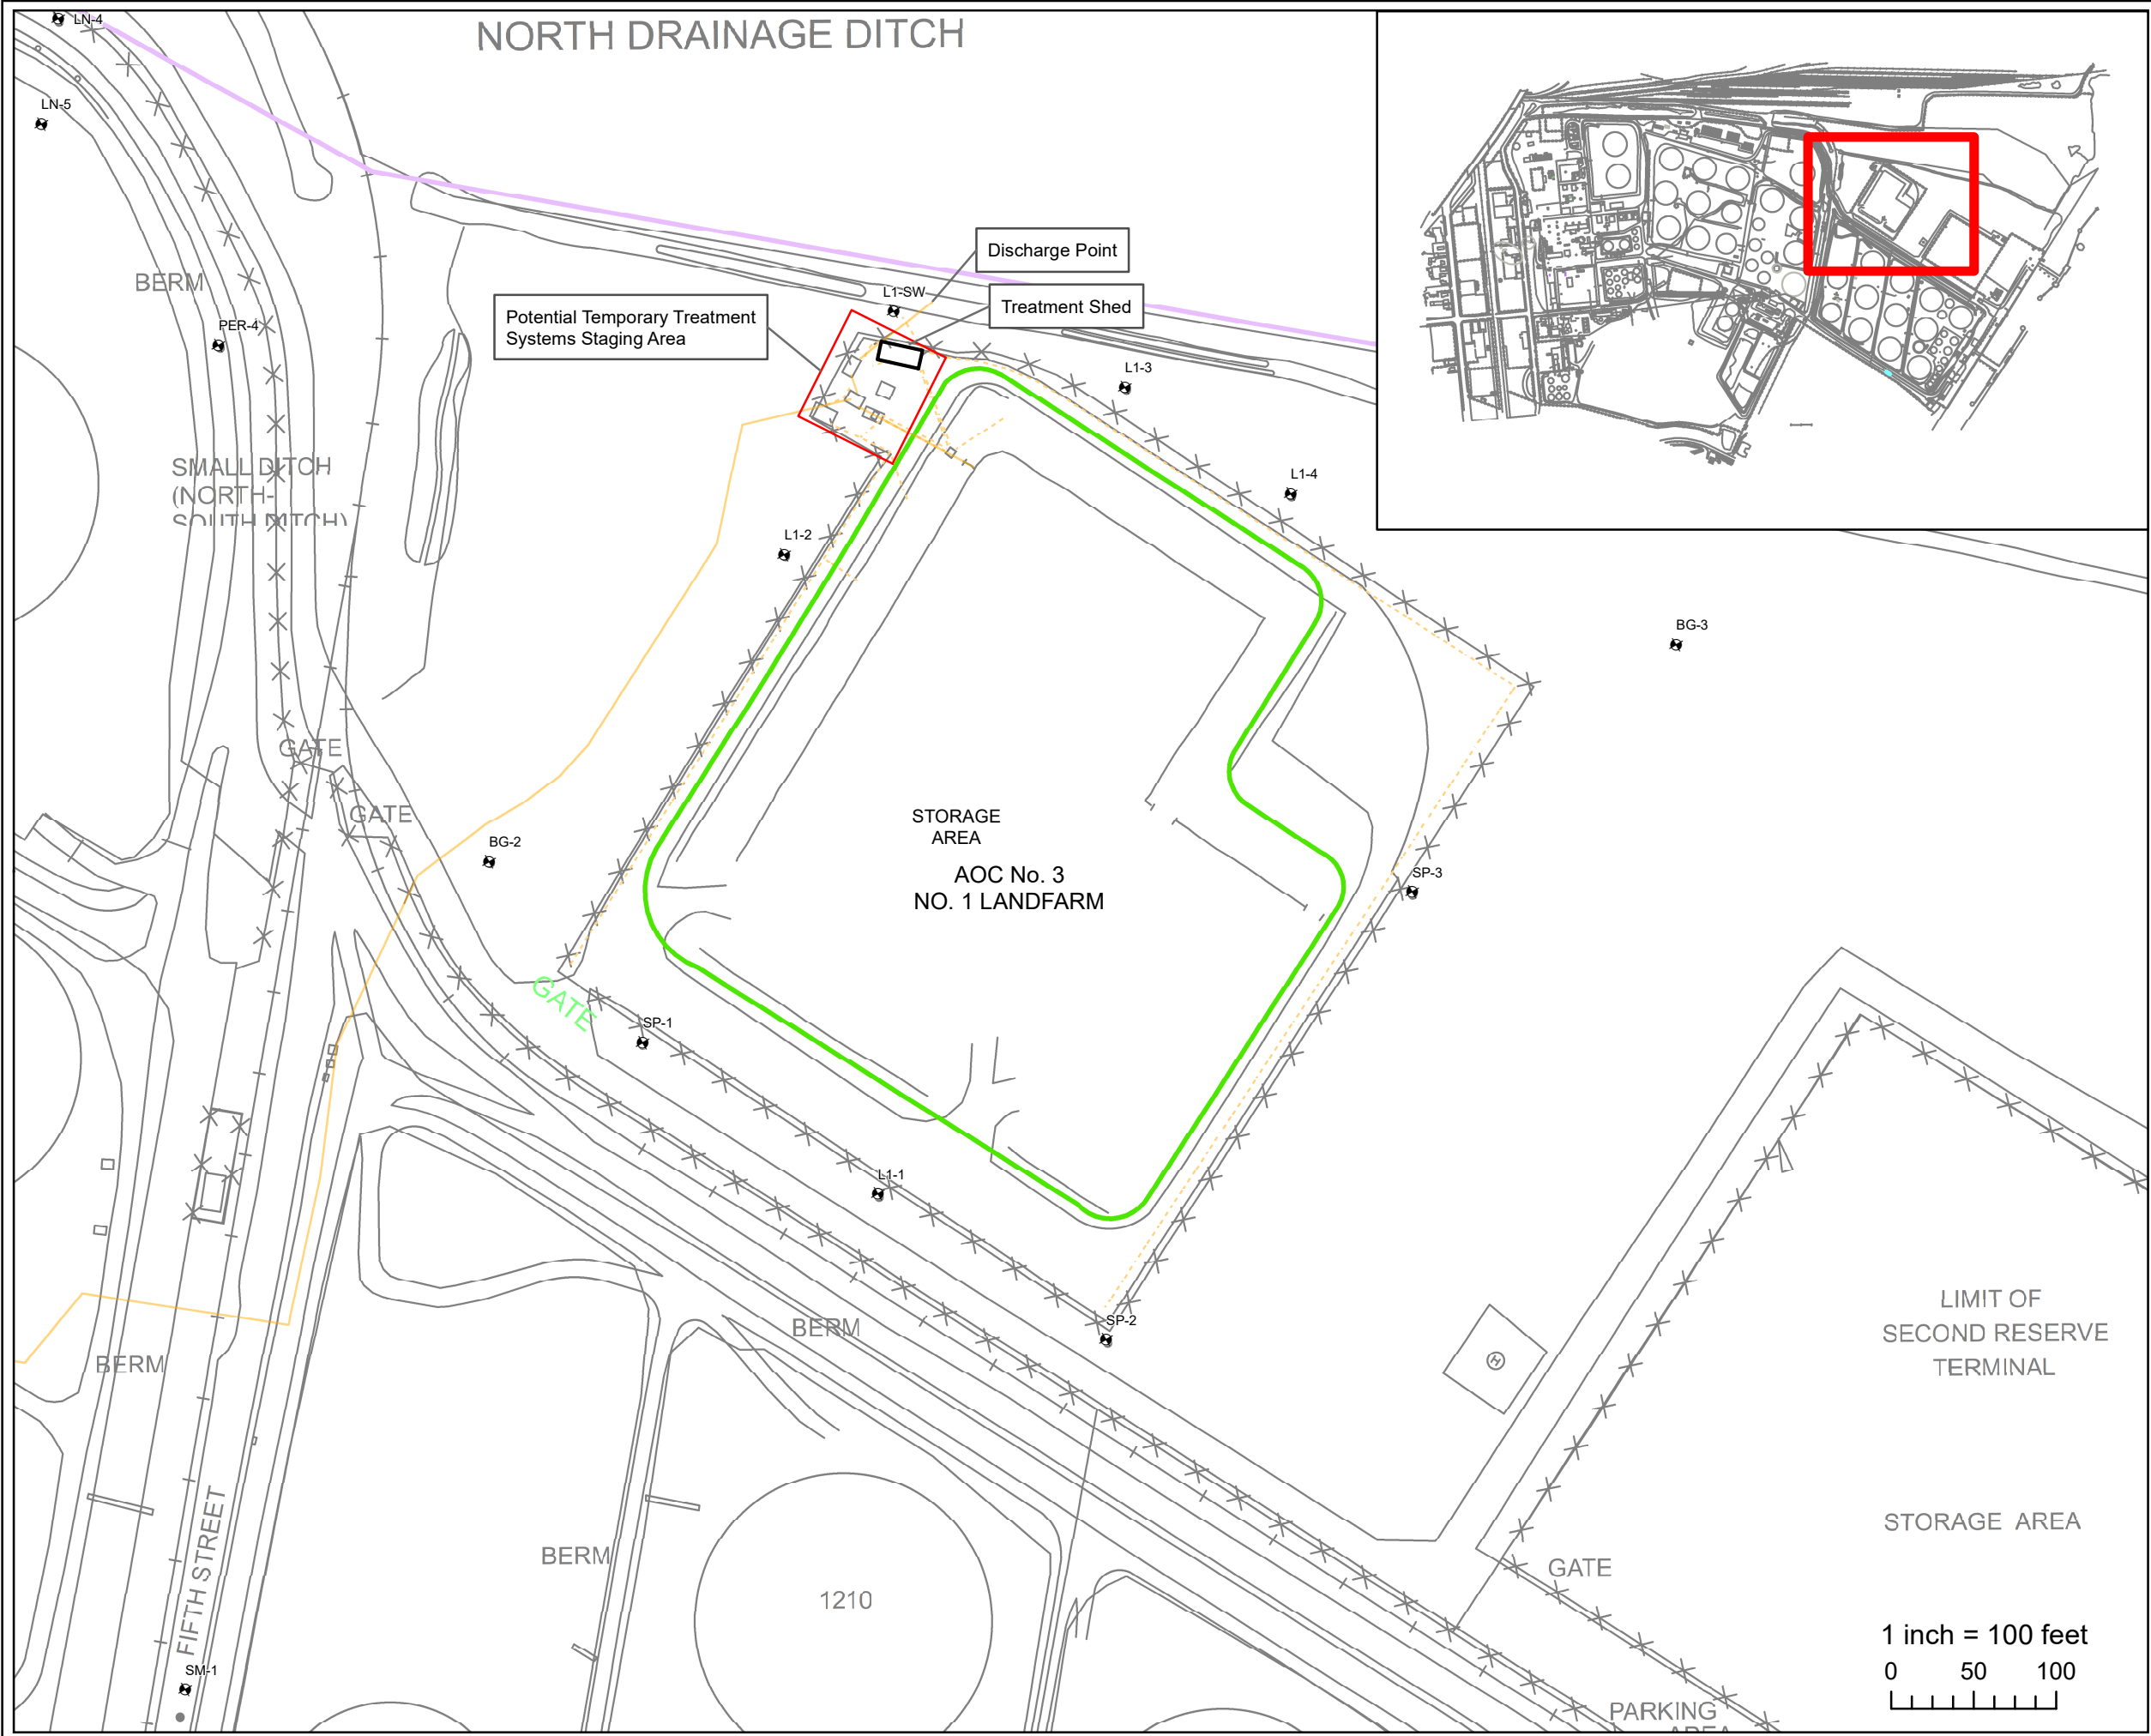 LN-4
NORTH DRAINAGE DITCH
LN-5
Discharge Point
BERM
L1-SW
Treatment Shed
Potential Temporary Treatment
Systems Staging Area
PER-4
L1-3
SMALL DITCH
(NORTH-
SOUTH DITCH)
L1-4
L1-2
BG-3
GATE
GATE
STORAGE
AREA
BG-2
AOC No. 3
NO. 1 LANDFARM
SP-3
GATE
SP-1
L1-1
LIMIT OF
SECOND RESERVE
TERMINAL
SP-2
BERM
BERM
H
STORAGE AREA
FIFTH STREET
BERM
GATE
1210
1 inch = 100 feet
0 50 100
SM-1
PARKING
AREA